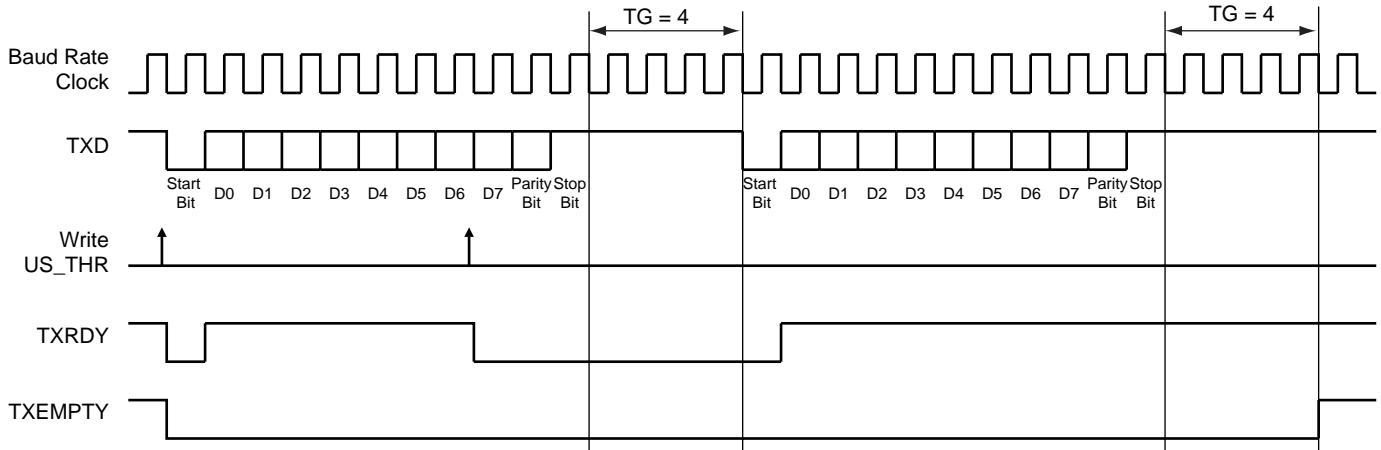 TG = 4
TG = 4
Baud Rate
Clock
TXD
Start
Bit
D0
D1
D2
D3
D4
D5
D6
D7
Parity
Bit
Stop
Bit
Start
Bit
D0
D1
D2
D3
D4
D5
D6
D7
Parity
Bit
Stop
Bit
Write
US_THR
TXRDY
TXEMPTY